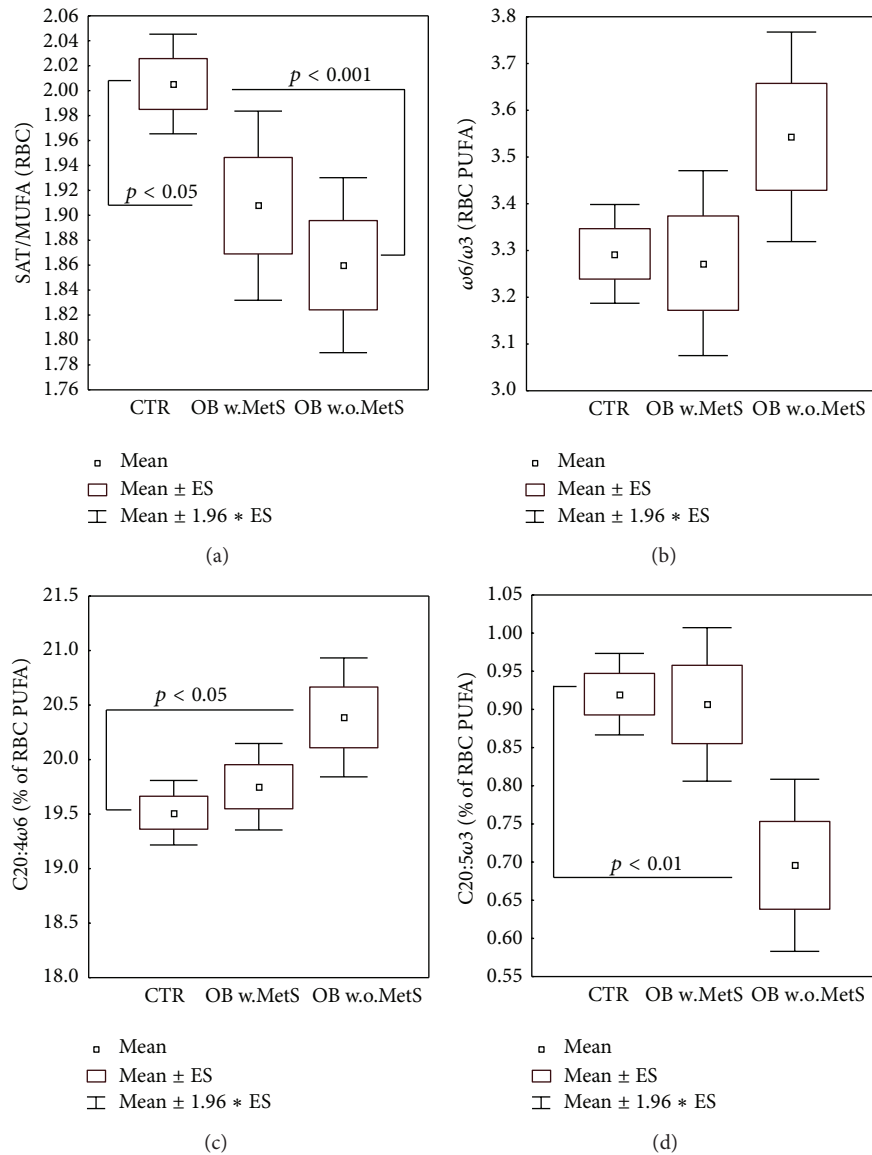 2.06
2.04
2.02
2.00
1.98
1.96
1.94
1.92
1.90
1.88
1.86
1.84
1.82
1.80
1.78
1.76
SAT/MUFA (RBC)
p < 0.001
p < 0.05
CTR OB w.MetS OB w.o.MetS
Mean
Mean ± ES
Mean ± 1.96 * ES
(a)
3.8
3.7
3.6
3.5
3.4
3.3
3.2
3.1
3.0
ω6/ω3 (RBC PUFA)
CTR OB w.MetS OB w.o.MetS
Mean
Mean ± ES
Mean ± 1.96 * ES
(b)
21.5
21.0
20.5
20.0
19.5
19.0
18.5
18.0
C20:4ω6 (% of RBC PUFA)
p < 0.05
CTR OB w.MetS OB w.o.MetS
Mean
Mean ± ES
Mean ± 1.96 * ES
(c)
1.05
1.00
0.95
0.90
0.85
0.80
0.75
0.70
0.65
0.60
0.55
C20:5ω3 (% of RBC PUFA)
p < 0.01
CTR OB w.MetS OB w.o.MetS
Mean
Mean ± ES
Mean ± 1.96 * ES
(d)